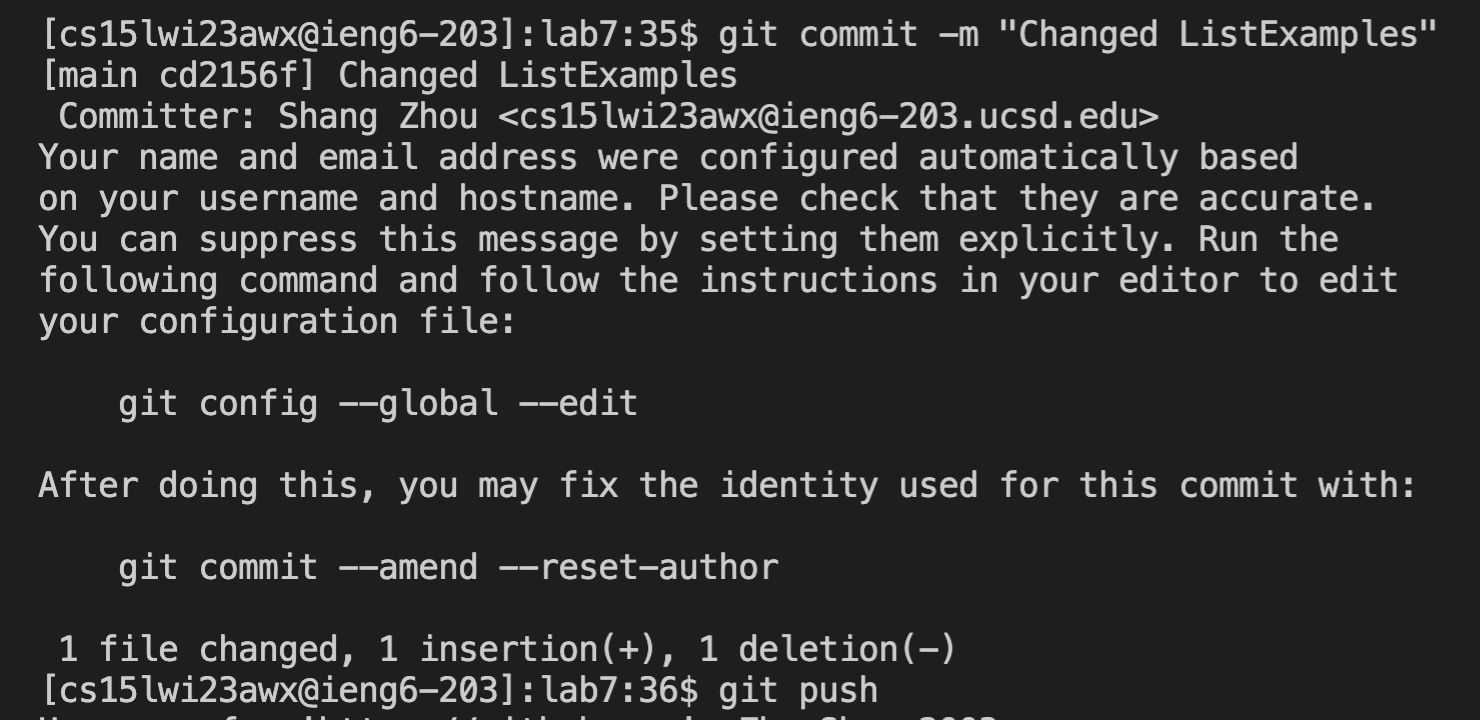 [cs15lwi23awx@ieng6-203]:lab7:35$ git commit -m "Changed ListExamples"
[main cd2156f] Changed ListExamples
 Committer: Shang Zhou <cs15lwi23awx@ieng6-203.ucsd.edu>
Your name and email address were configured automatically based
on your username and hostname. Please check that they are accurate.
You can suppress this message by setting them explicitly. Run the
following command and follow the instructions in your editor to edit
your configuration file:

    git config --global --edit

After doing this, you may fix the identity used for this commit with:

    git commit --amend --reset-author

 1 file changed, 1 insertion(+), 1 deletion(-)
[cs15lwi23awx@ieng6-203]:lab7:36$ git push